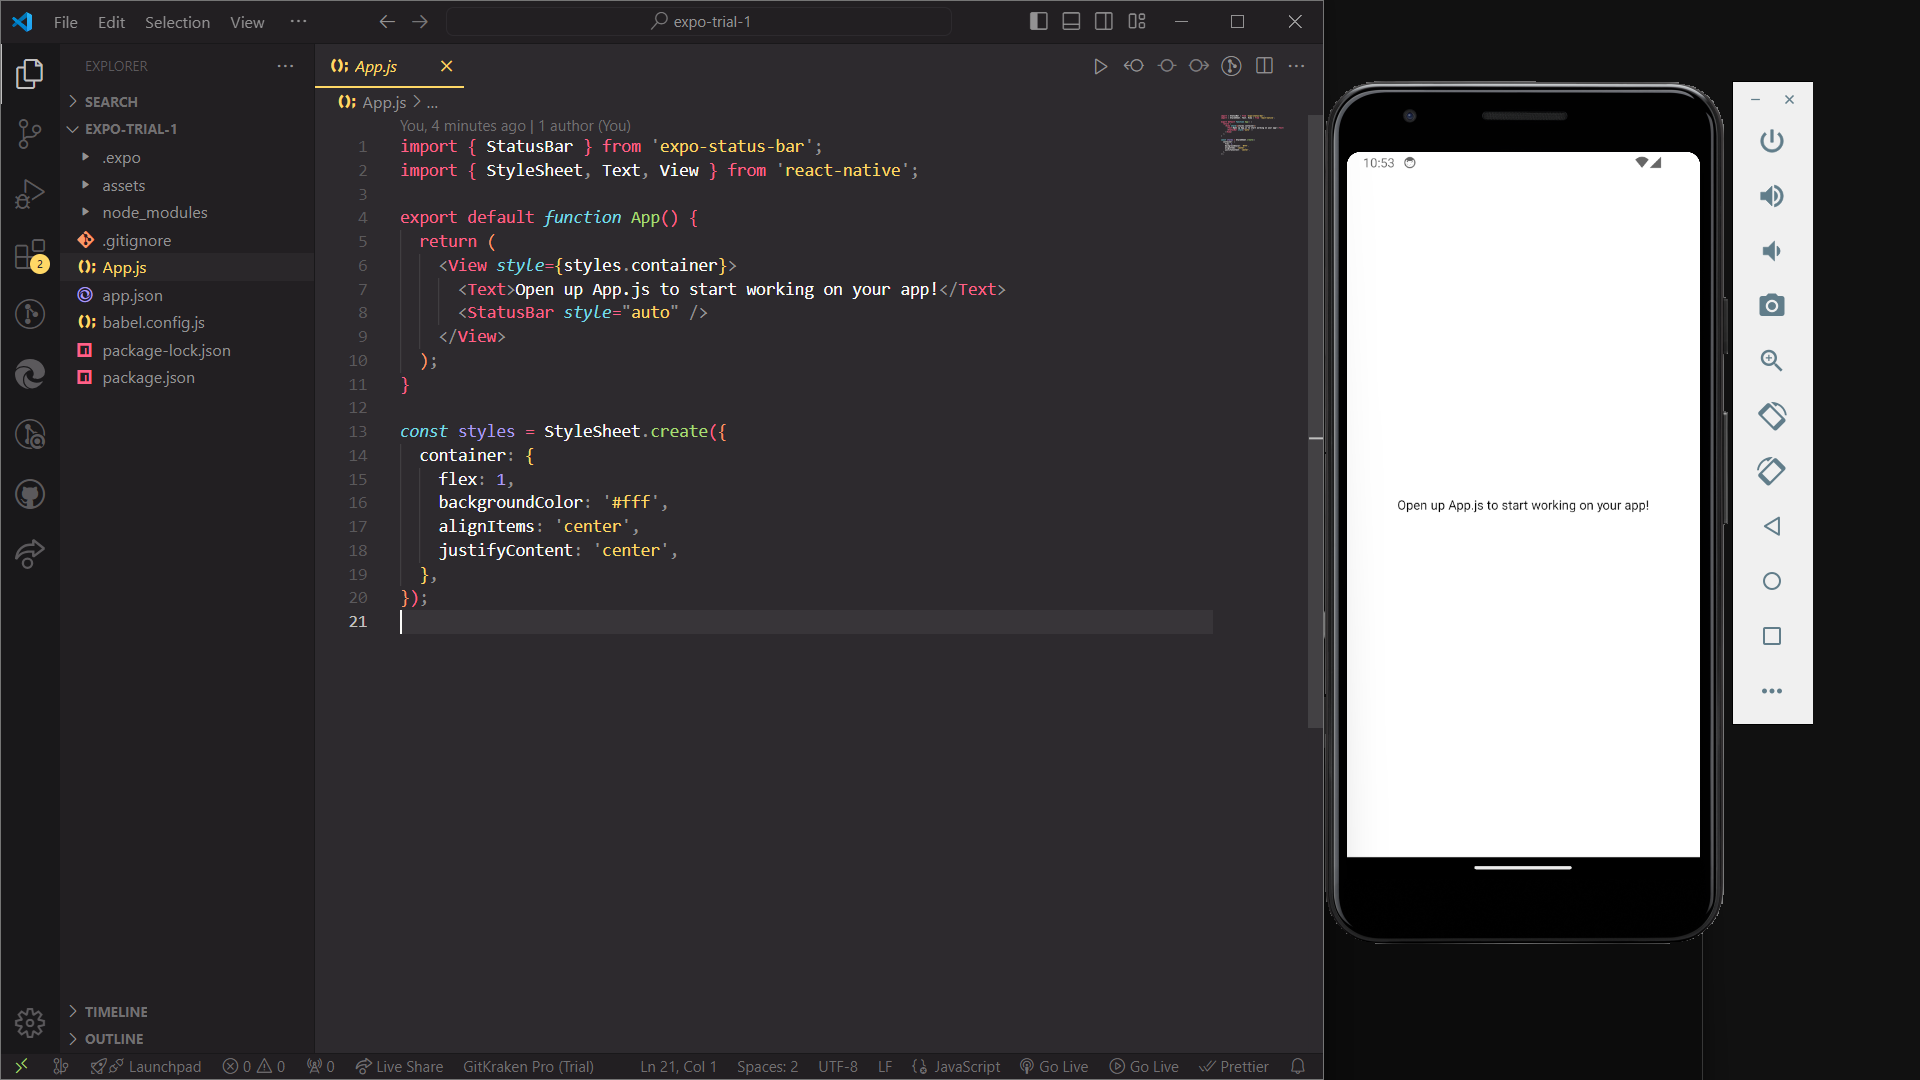 File Edit Selection View ...
expo-trial-1
EXPLORER
SEARCH
EXPO-TRIAL-1
.expo
assets
node_modules
.gitignore
App.js
2
app.json
babel.config.js
package-lock.json
package.json
TIMELINE
OUTLINE
App.js
App.js > ...
You, 4 minutes ago | 1 author (You)
1 import { StatusBar } from 'expo-status-bar';
2 import { StyleSheet, Text, View } from 'react-native';
3
4 export default function App() {
5 return (
6 <View style={styles.container}>
7 <Text>Open up App.js to start working on your app!</Text>
8 <StatusBar style="auto" />
9 </View>
10 );
11 }
12
13 const styles = StyleSheet.create({
14 container: {
15 flex: 1,
16 backgroundColor: '#fff',
17 alignItems: 'center',
18 justifyContent: 'center',
19 },
20 });
21
Launchpad 0 0 0 Live Share GitKraken Pro (Trial) Ln 21, Col 1 Spaces: 2 UTF-8 LF {} JavaScript Go Live Go Live Prettier
10:53
Open up App.js to start working on your app!